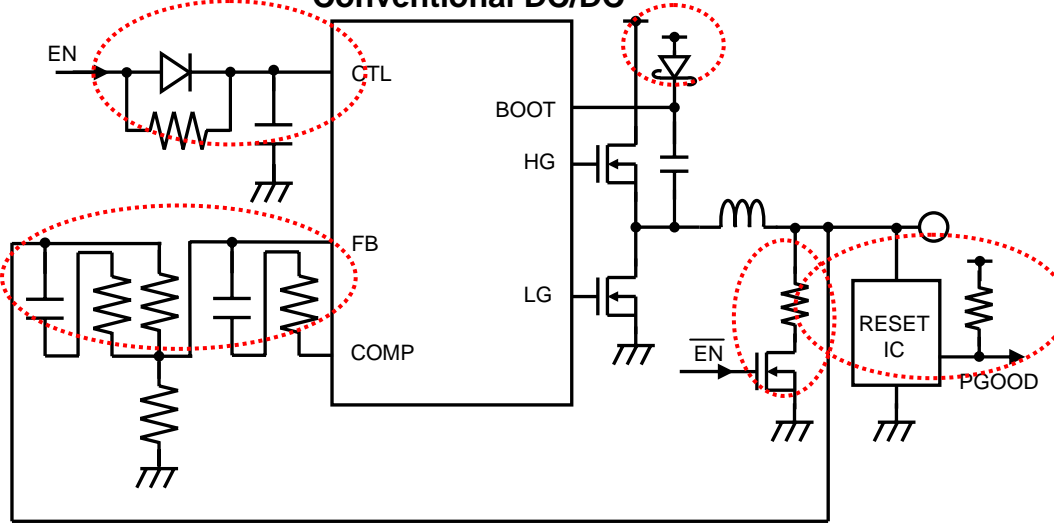 Conventional DC/DC
EN
CTL
BOOT
HG
FB
LG
COMP
EN
RESET
IC
PGOOD